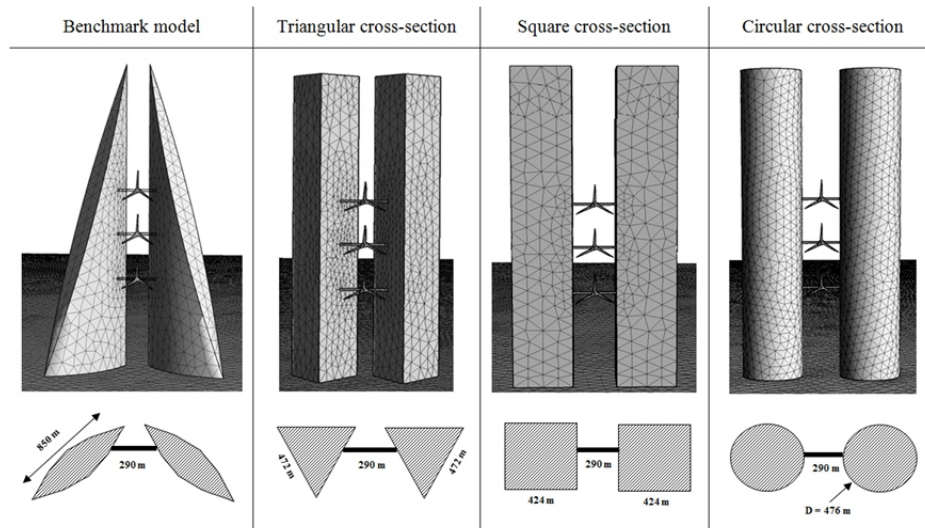 Benchmark model
Triangular cross-section
Square cross-section
Circular cross-section
850 m
290 m
472 m
290 m
472 m
290 m
424 m
424 m
290 m
D = 476 m